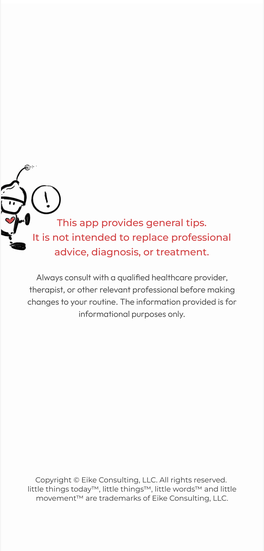 !
This app provides general tips.
It is not intended to replace professional
advice, diagnosis, or treatment.
Always consult with a qualified healthcare provider,
therapist, or other relevant professional before making
changes to your routine. The information provided is for
informational purposes only.
Copyright © Eike Consulting, LLC. All rights reserved.
little things today™, little things™, little words™ and little
movement™ are trademarks of Eike Consulting, LLC.